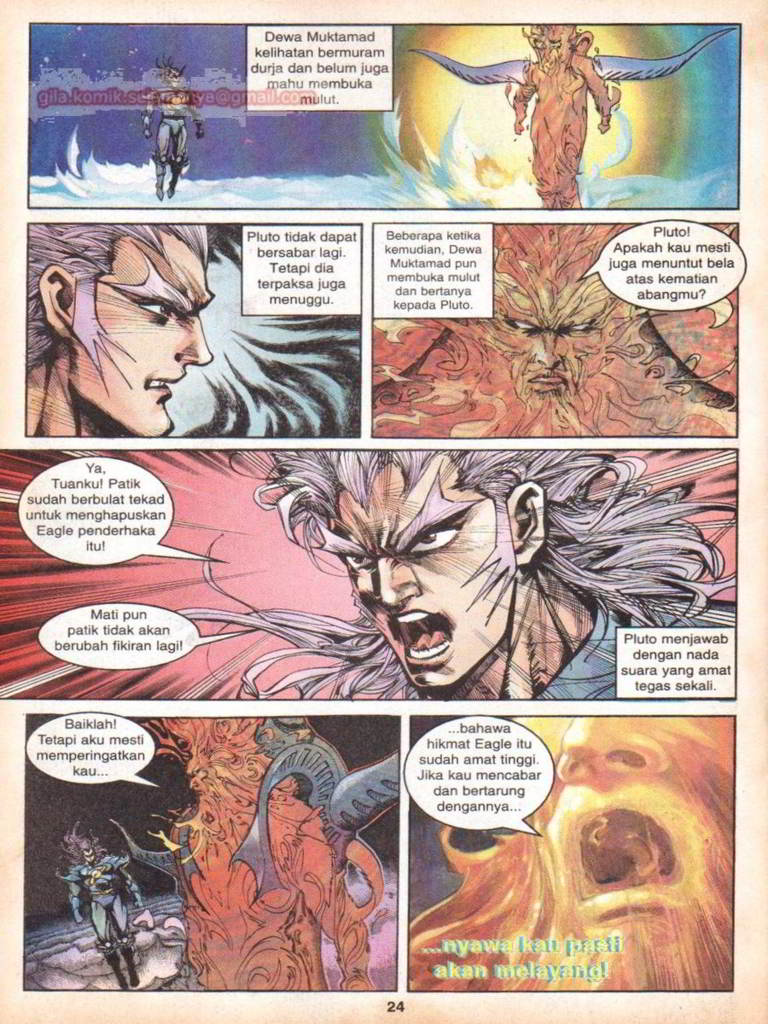 Dewa Muktamad
kelihatan bermuram
durja dan belum juga
mahu membuka
mulut.
Pluto tidak dapat
bersabar lagi.
Tetapi dia
terpaksa juga
menuggu.
Beberapa ketika
kemudian, Dewa
Muktamad pun
membuka mulut
dan bertanya
kepada Pluto.
Pluto!
Apakah kau mesti
juga menuntut bela
atas kematian
abangmu?
Ya,
Tuanku! Patik
sudah berbulat tekad
untuk menghapuskan
Eagle penderhaka
itu!
Mati pun
patik tidak akan
berubah fikiran lagi!
Pluto menjawab
dengan nada
suara yang amat
tegas sekali.
Baiklah!
Tetapi aku mesti
memperingatkan
kau...
...bahawa
hikmat Eagle itu
sudah amat tinggi.
Jika kau mencabar
dan bertarung
dengannya...
...nyawa kau pasti
akan melayang!
24